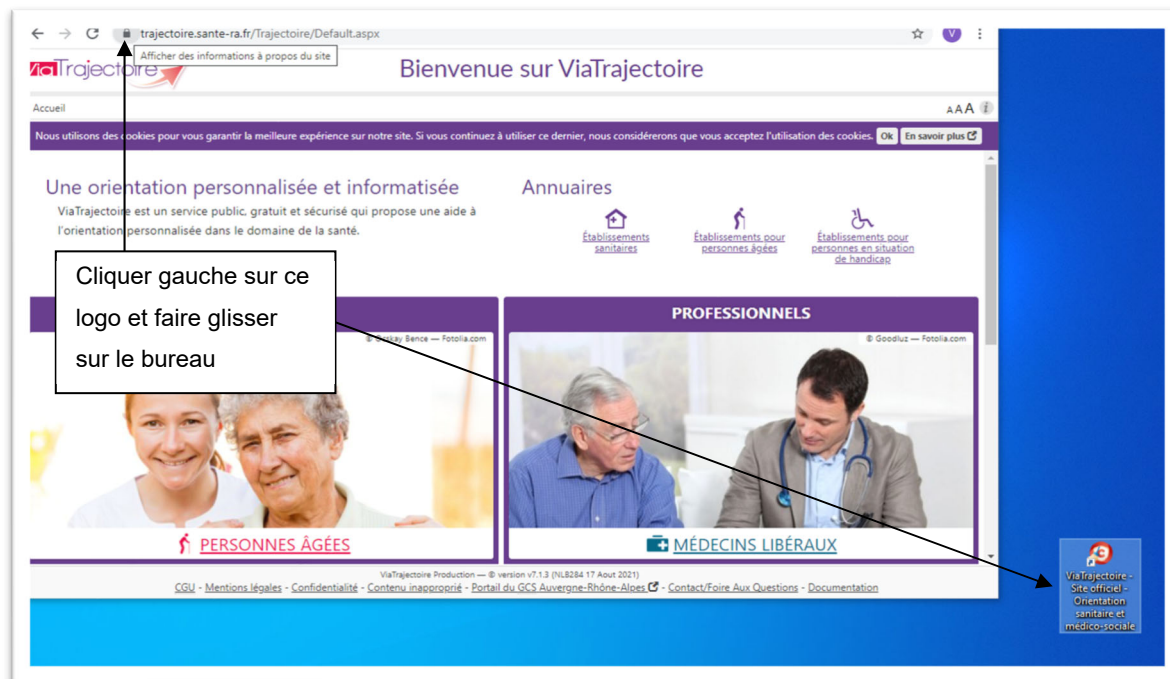 trajectoire.sante-ra.fr/Trajectoire/Default.aspx
V
Afficher des informations à propos du site
ViaTrajectoire
Bienvenue sur ViaTrajectoire
Accueil
A A A i
Nous utilisons des cookies pour vous garantir la meilleure expérience sur notre site. Si vous continuez à utiliser ce dernier, nous considérerons que vous acceptez l'utilisation des cookies. Ok En savoir plus
Une orientation personnalisée et informatisée
ViaTrajectoire est un service public, gratuit et sécurisé qui propose une aide à
l'orientation personnalisée dans le domaine de la santé.
Annuaires
Établissements
sanitaires
Établissements pour
personnes âgées
Établissements pour
personnes en situation
de handicap
Cliquer gauche sur ce
logo et faire glisser
sur le bureau
Bence — Fotolia.com
PERSONNES ÂGÉES
PROFESSIONNELS
© Goodluz — Fotolia.com
MÉDECINS LIBÉRAUX
ViaTrajectoire Production — © version v7.1.3 (NLB284 17 Aout 2021)
CGU - Mentions légales - Confidentialité - Contenu inapproprié - Portail du GCS Auvergne-Rhône-Alpes - Contact/Foire Aux Questions - Documentation
ViaTrajectoire -
Site officiel -
Orientation
sanitaire et
médico-sociale